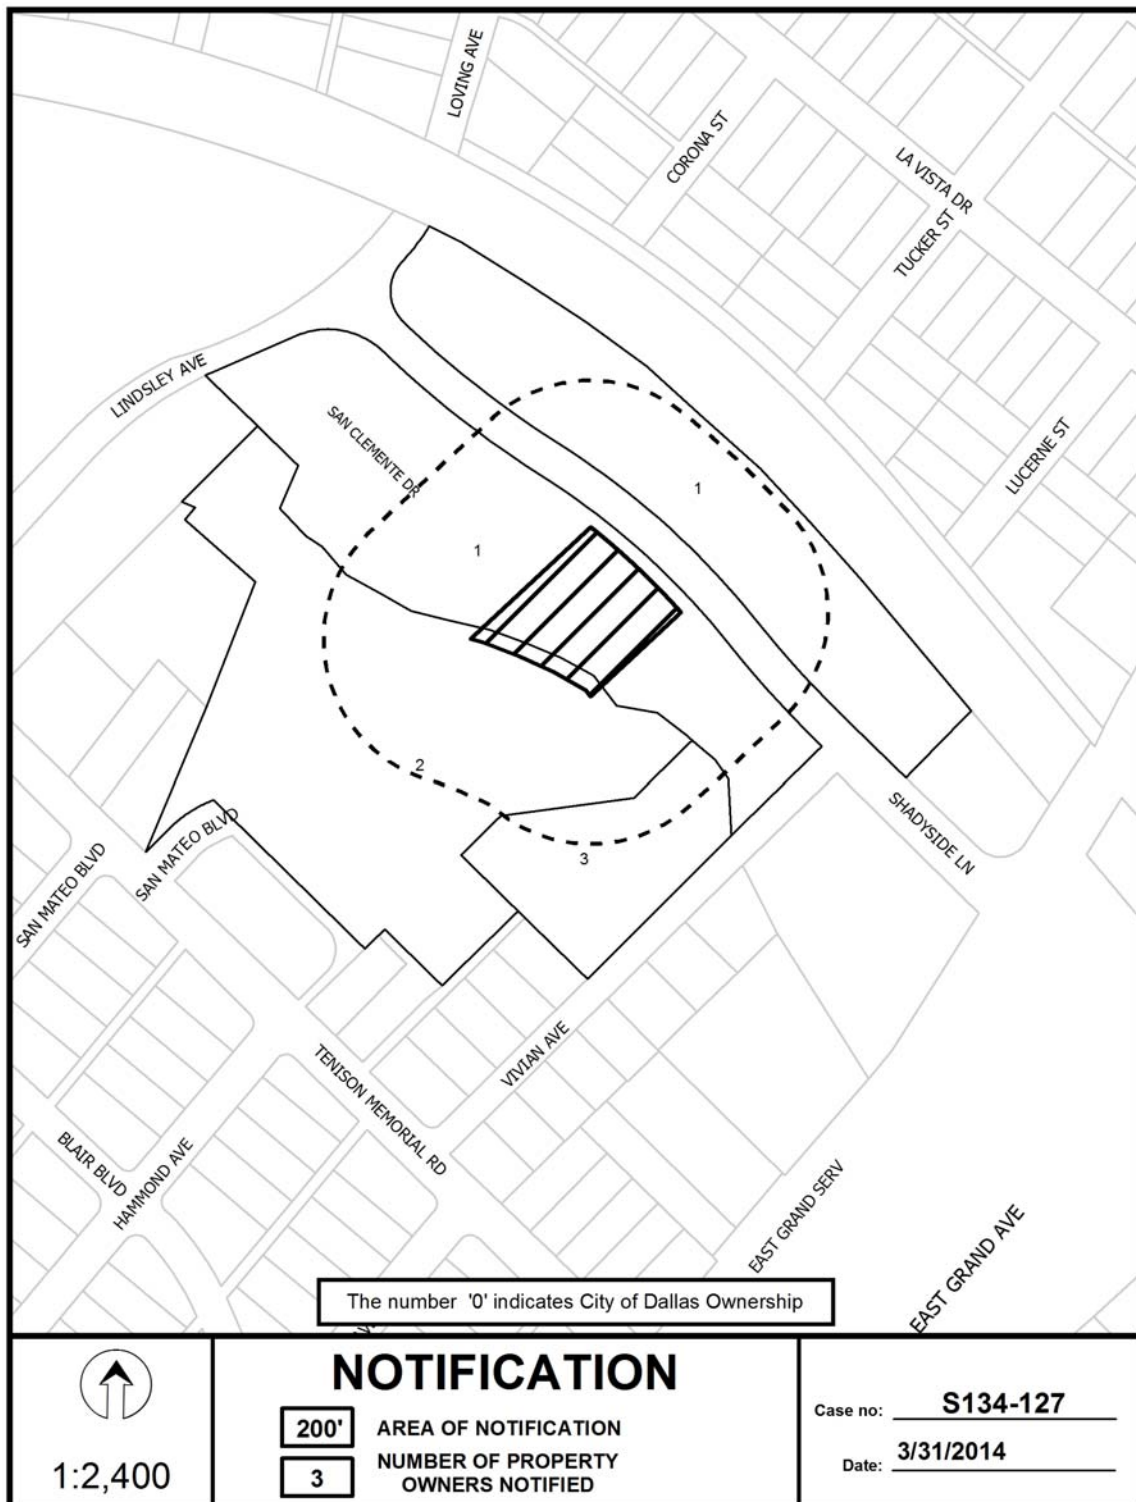 LOVING AVE
CORONA ST
LA VISTA DR
TUCKER ST
LINDSLEY AVE
SAN CLEMENTE DR
LUCERNE ST
1
1
2
3
SHADYSIDE LN
SAN MATEO BLVD
SAN MATEO BLVD
TENISON MEMORIAL RD
VIVIAN AVE
BLAIR BLVD
HAMMOND AVE
EAST GRAND SERV
EAST GRAND AVE
The number '0' indicates City of Dallas Ownership
1:2,400
NOTIFICATION
200' AREA OF NOTIFICATION
3 NUMBER OF PROPERTY
OWNERS NOTIFIED
Case no: S134-127
Date: 3/31/2014